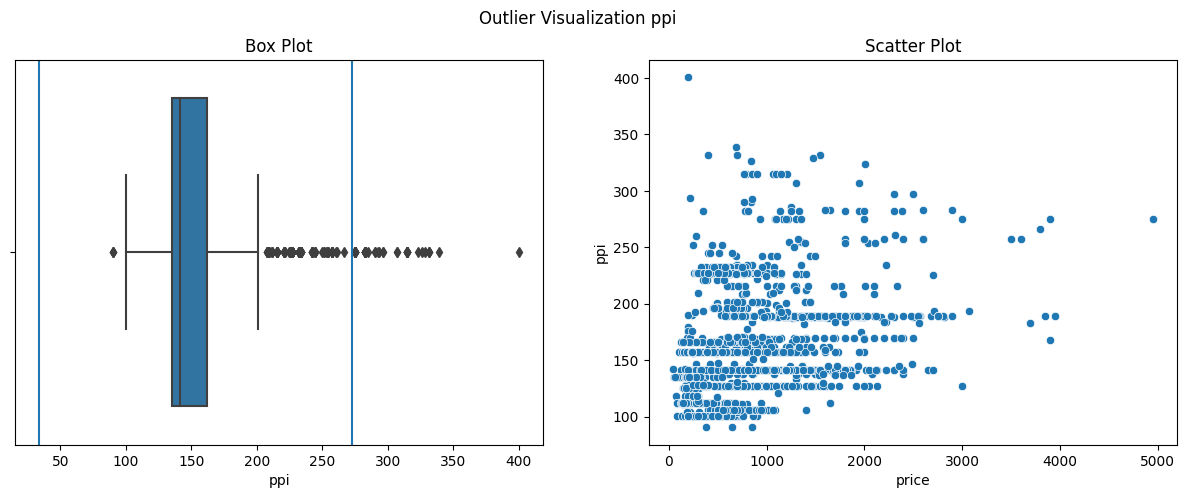 Outlier Visualization ppi
Box Plot
50 100 150 200 250 300 350 400
ppi
Scatter Plot
400
350
300
250
200
150
100
ppi
0 1000 2000 3000 4000 5000
price